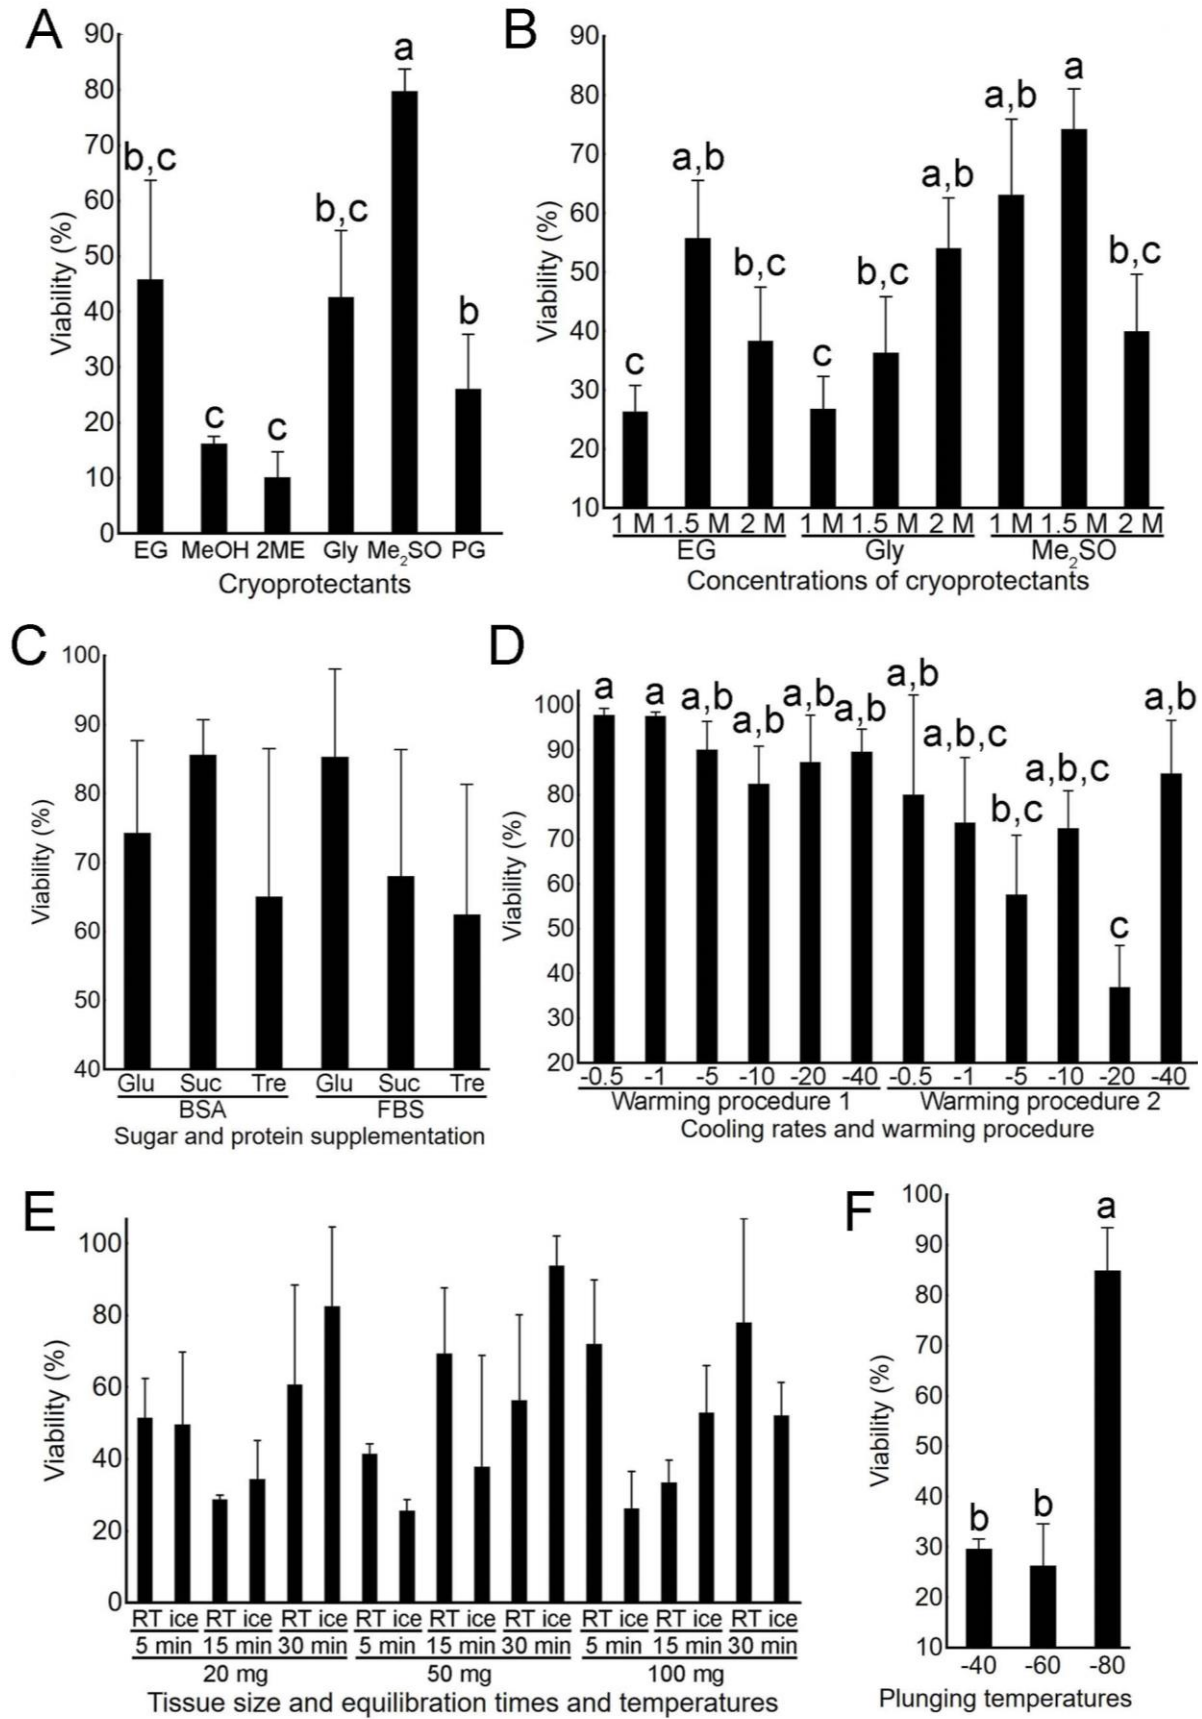 A
Viability (%)
90
80
70
60
50
40
30
20
10
0
b,c
c
c
b,c
a
b
EG MeOH 2ME Gly Me2SO PG
Cryoprotectants
B
Viability (%)
90
80
70
60
50
40
30
20
10
c
a,b
b,c
c
b,c
a,b
a,b
a
b,c
1 M 1.5 M 2 M 1 M 1.5 M 2 M 1 M 1.5 M 2 M
EG Gly Me2SO
Concentrations of cryoprotectants
C
Viability (%)
100
90
80
70
60
50
40
Glu Suc Tre Glu Suc Tre
BSA FBS
Sugar and protein supplementation
D
Viability (%)
100
90
80
70
60
50
40
30
20
a
a
a,b
a,b
a,b
a,b
a,b
a,b,c
b,c
a,b,c
c
a,b
-0.5 -1 -5 -10 -20 -40 -0.5 -1 -5 -10 -20 -40
Warming procedure 1 Warming procedure 2
Cooling rates and warming procedure
E
Viability (%)
100
80
60
40
20
0
RT ice RT ice RT ice RT ice RT ice RT ice RT ice RT ice RT ice
5 min 15 min 30 min 5 min 15 min 30 min 5 min 15 min 30 min
20 mg 50 mg 100 mg
Tissue size and equilibration times and temperatures
F
Viability (%)
100
90
80
70
60
50
40
30
20
10
b
b
a
-40 -60 -80
Plunging temperatures